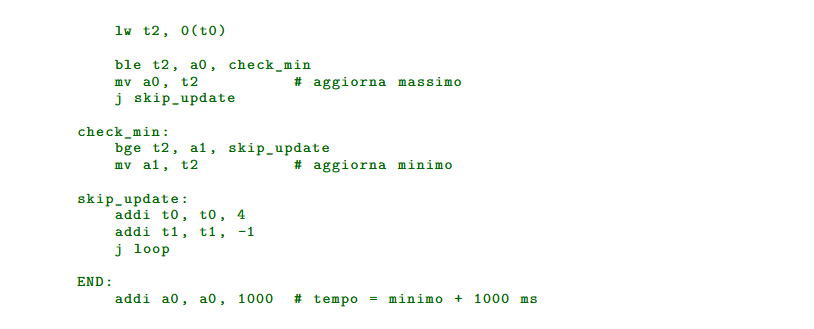 lw t2, 0(t0)
ble t2, a0, check_min
mv a0, t2 # aggiorna massimo
j skip_update
check_min:
bge t2, a1, skip_update
mv a1, t2 # aggiorna minimo
skip_update:
addi t0, t0, 4
addi t1, t1, -1
j loop
END:
addi a0, a0, 1000 # tempo = minimo + 1000 ms